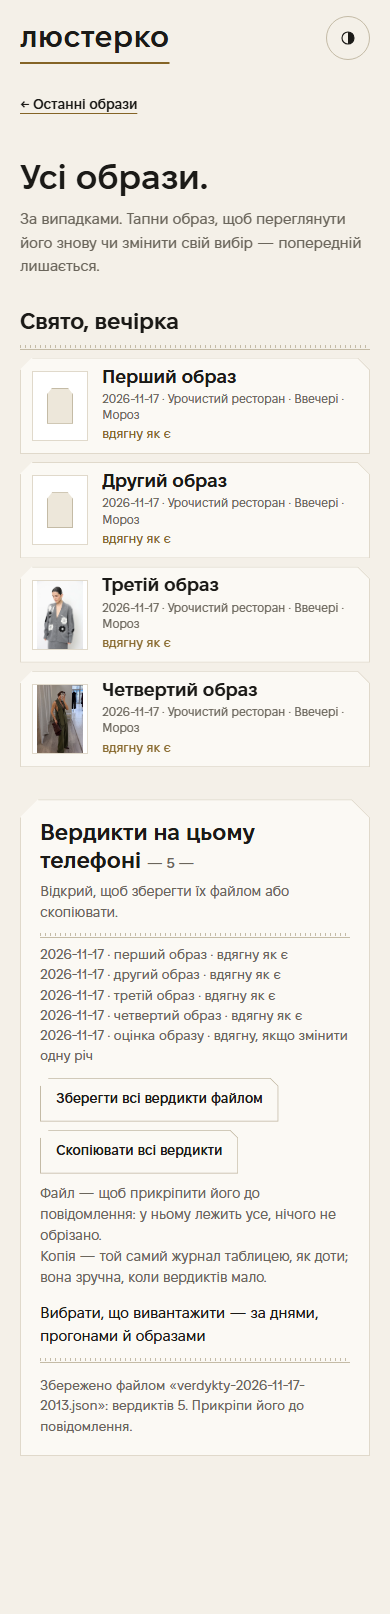 люстерко
← Останні образи
Усі образи.
За випадками. Тапни образ, щоб переглянути
його знову чи змінити свій вибір — попередній
лишається.
Свято, вечірка
Перший образ
2026-11-17 · Урочистий ресторан · Ввечері ·
Мороз
вдягну як є
Другий образ
2026-11-17 · Урочистий ресторан · Ввечері ·
Мороз
вдягну як є
Третій образ
2026-11-17 · Урочистий ресторан · Ввечері ·
Мороз
вдягну як є
Четвертий образ
2026-11-17 · Урочистий ресторан · Ввечері ·
Мороз
вдягну як є
Вердикти на цьому
телефоні — 5 —
Відкрий, щоб зберегти їх файлом або
скопіювати.
2026-11-17 · перший образ · вдягну як є
2026-11-17 · другий образ · вдягну як є
2026-11-17 · третій образ · вдягну як є
2026-11-17 · четвертий образ · вдягну як є
2026-11-17 · оцінка образу · вдягну, якщо змінити
одну річ
Зберегти всі вердикти файлом
Скопіювати всі вердикти
Файл — щоб прикріпити його до
повідомлення: у ньому лежить усе, нічого не
обрізано.
Копія — той самий журнал таблицею, як доти;
вона зручна, коли вердиктів мало.
Вибрати, що вивантажити — за днями,
прогонами й образами
Збережено файлом «verdykty-2026-11-17-
2013.json»: вердиктів 5. Прикріпи його до
повідомлення.